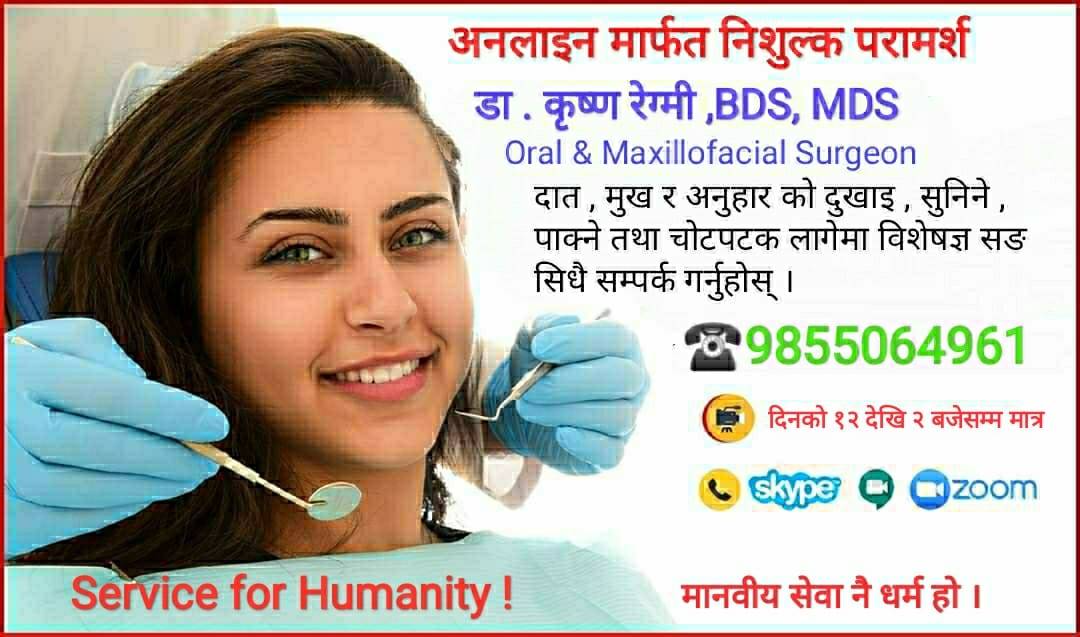 अनलाइन मार्फत निशुल्क परामर्श
डा . कृष्ण रेग्मी ,BDS, MDS
Oral & Maxillofacial Surgeon
दात , मुख र अनुहार को दुखाइ , सुनिने ,
पाक्ने तथा चोटपटक लागेमा विशेषज्ञ सङ
सिधै सम्पर्क गर्नुहोस् ।
9855064961
दिनको १२ देखि २ बजेसम्म मात्र
skype zoom
Service for Humanity !
मानवीय सेवा नै धर्म हो ।